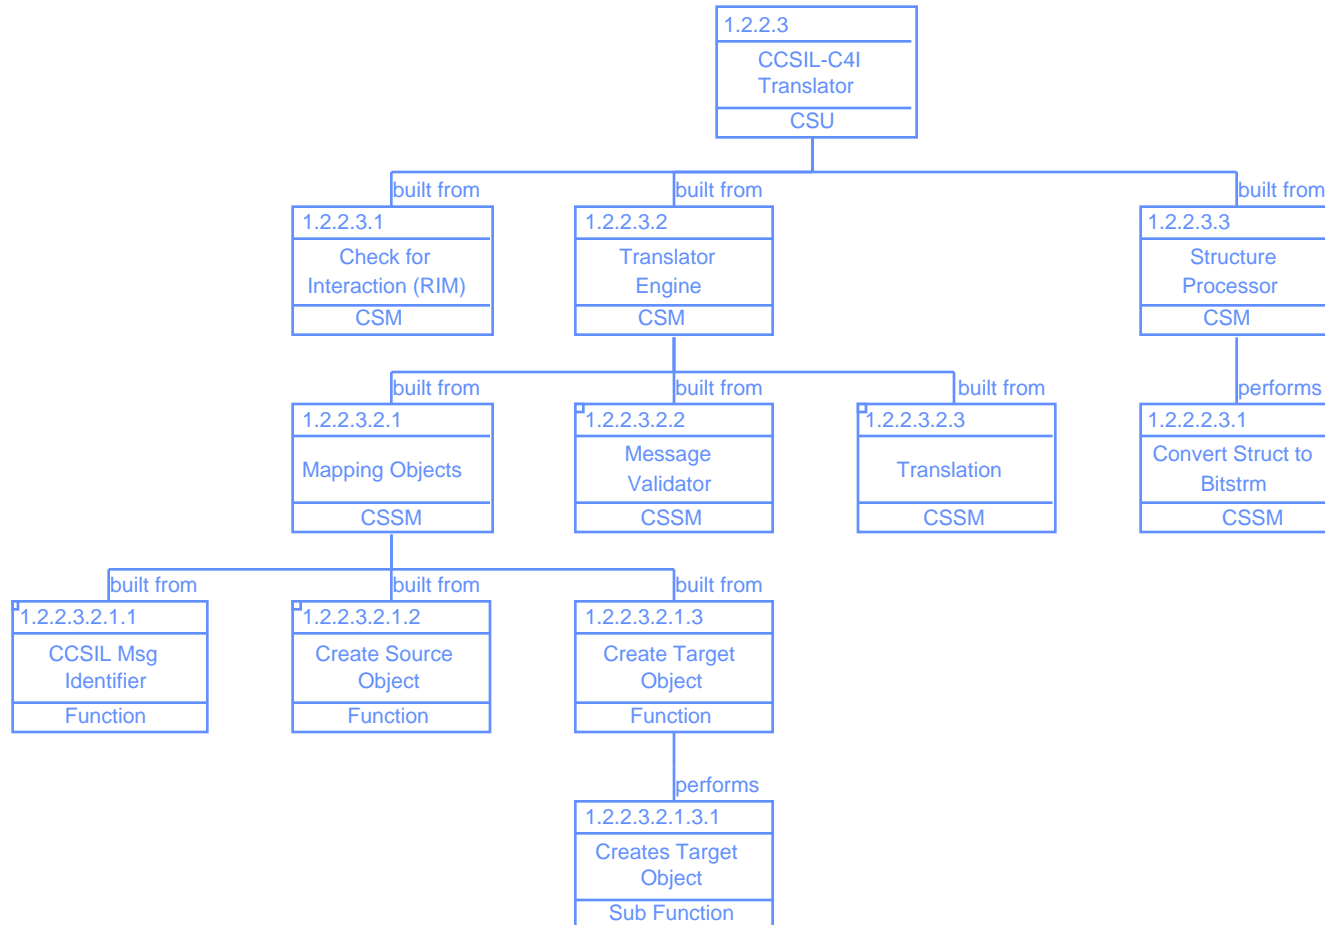 1.2.2.3
CCSIL-C4I
Translator
CSU
built from
built from
built from
1.2.2.3.1
Check for
Interaction (RIM)
CSM
1.2.2.3.2
Translator
Engine
CSM
1.2.2.3.3
Structure
Processor
CSM
built from
built from
built from
performs
1.2.2.3.2.1
Mapping Objects
CSSM
1.2.2.3.2.2
Message
Validator
CSSM
1.2.2.3.2.3
Translation
CSSM
1.2.2.2.3.1
Convert Struct to
Bitstrm
CSSM
built from
built from
built from
1.2.2.3.2.1.1
CCSIL Msg
Identifier
Function
1.2.2.3.2.1.2
Create Source
Object
Function
1.2.2.3.2.1.3
Create Target
Object
Function
performs
1.2.2.3.2.1.3.1
Creates Target
Object
Sub Function